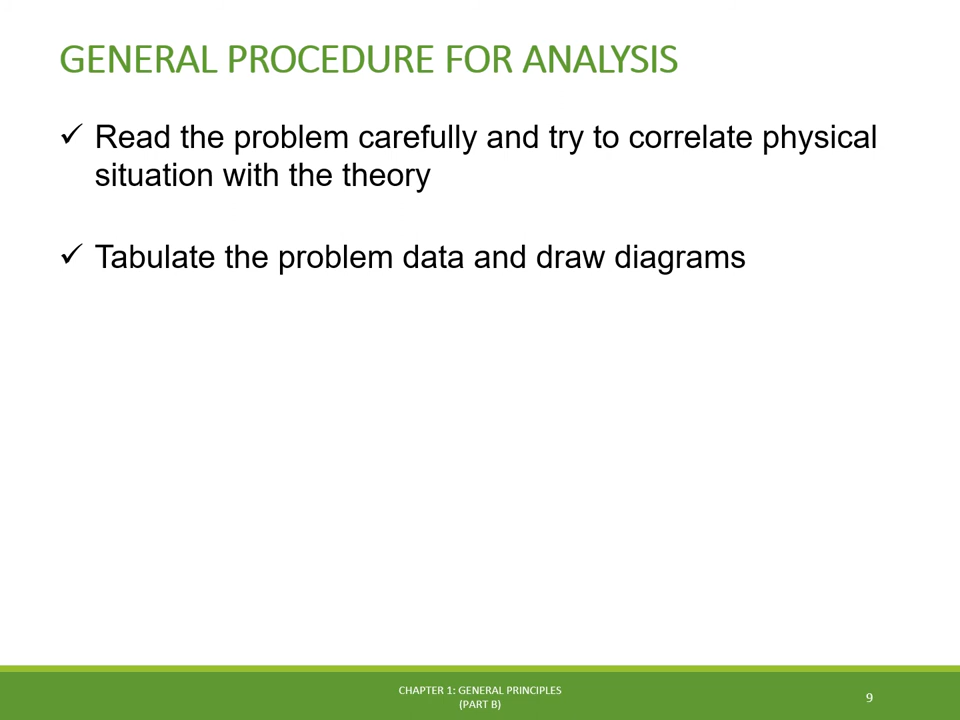 GENERAL PROCEDURE FOR ANALYSIS
✓ Read the problem carefully and try to correlate physical
situation with the theory
✓ Tabulate the problem data and draw diagrams
CHAPTER 1: GENERAL PRINCIPLES
(PART B)
9